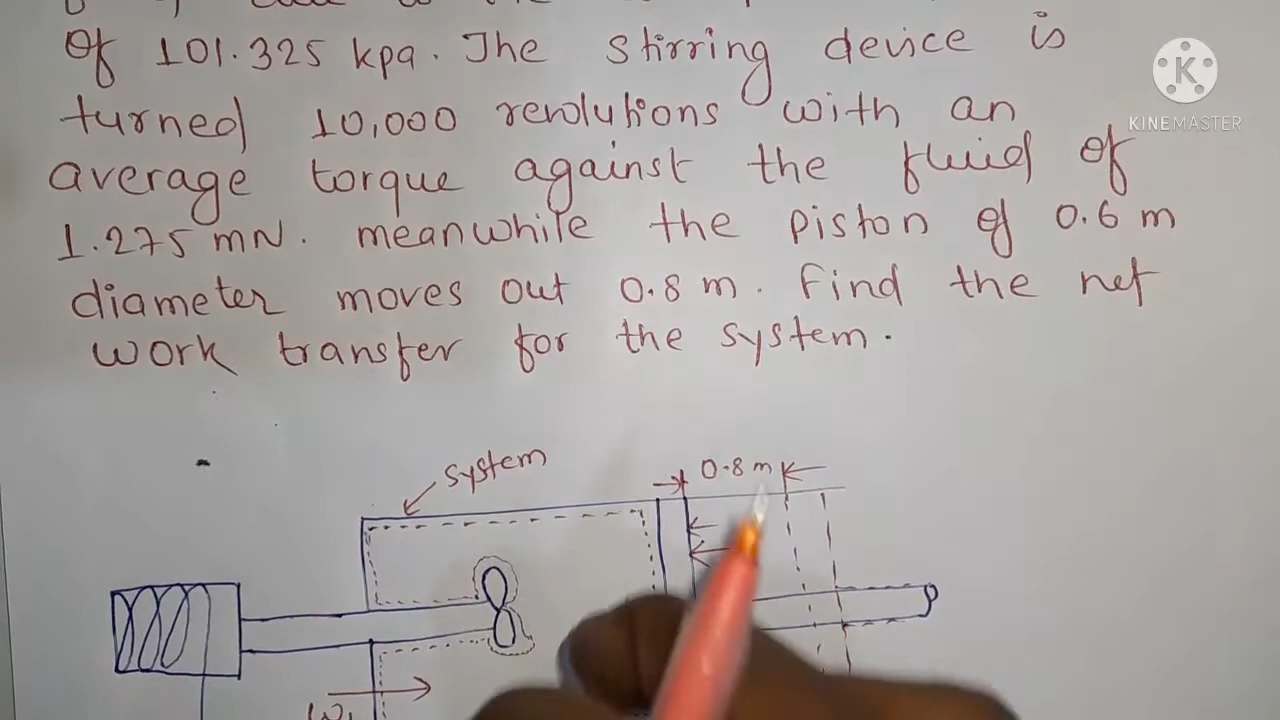 of 101.325 kpa. The stirring device is
turned 10,000 revolutions with an
average torque against the fluid of
1.275 mN. meanwhile the piston of 0.6 m
diameter moves out 0.8 m. find the net
work transfer for the system.
system
0.8 m
W1
K
KINEMASTER